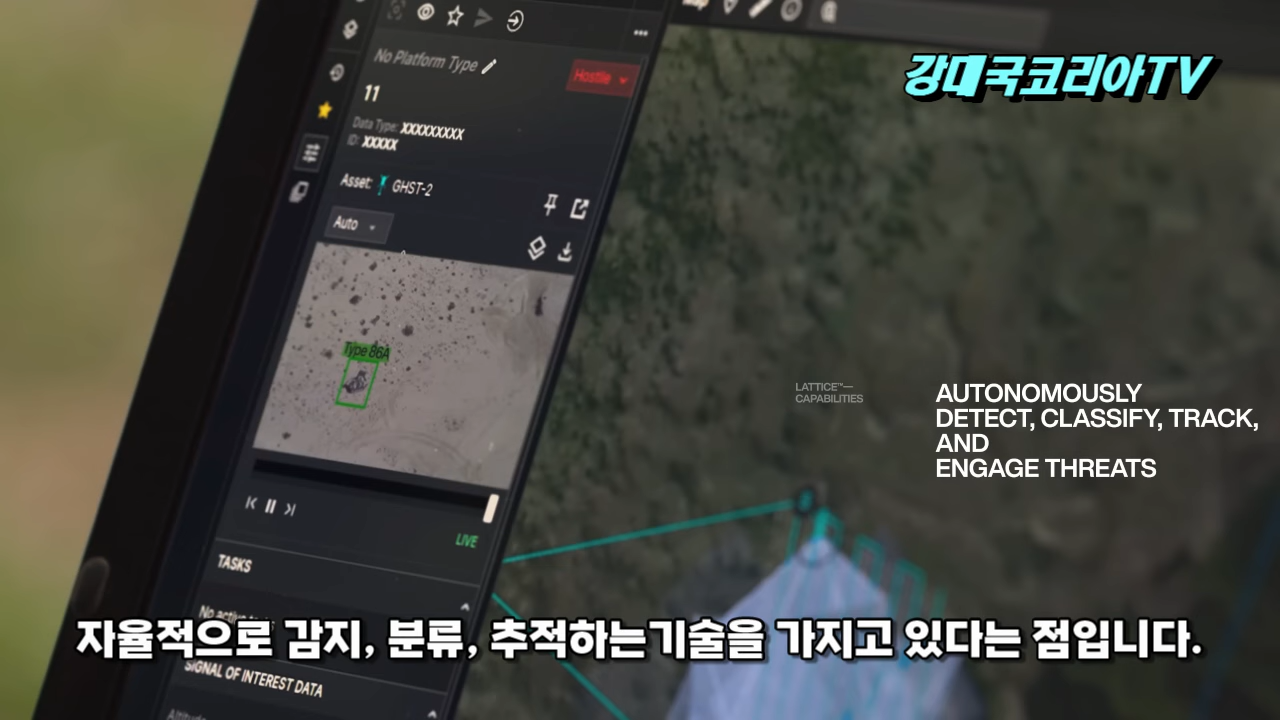 No Platform Type
Hostile
11
Data Type: XXXXXXXXX
ID: XXXXX
Asset: GHST-2
Auto
Type 86A
LIVE
TASKS
No active
SIGNAL OF INTEREST DATA
강대국코리아TV
LATTICE™—
CAPABILITIES
AUTONOMOUSLY
DETECT, CLASSIFY, TRACK,
AND
ENGAGE THREATS
자율적으로 감지, 분류, 추적하는기술을 가지고 있다는 점입니다.